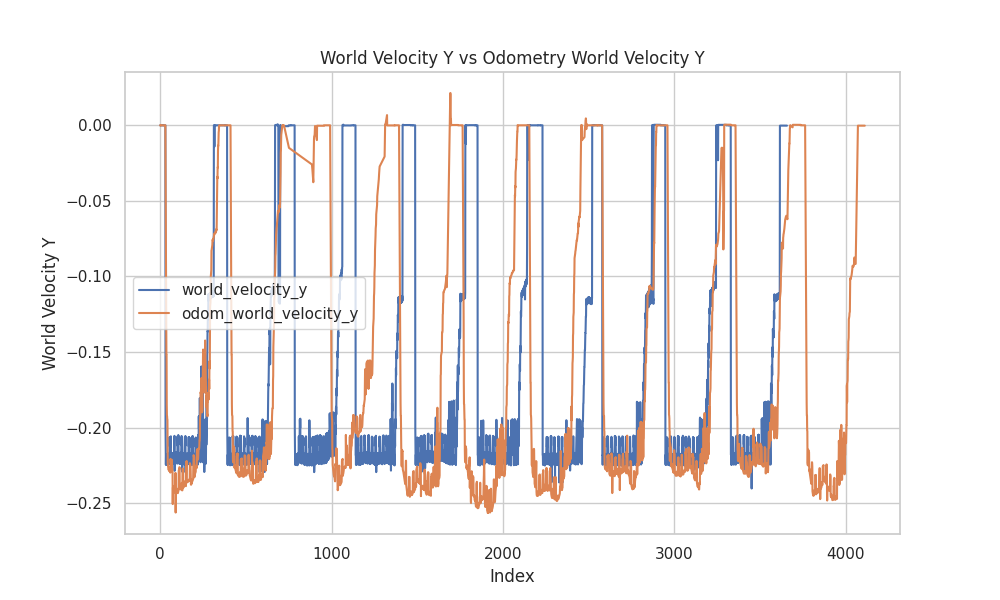 World Velocity Y vs Odometry World Velocity Y
0.00
−0.05
−0.10
−0.15
−0.20
−0.25
World Velocity Y
world_velocity_y
odom_world_velocity_y
0
1000
2000
3000
4000
Index